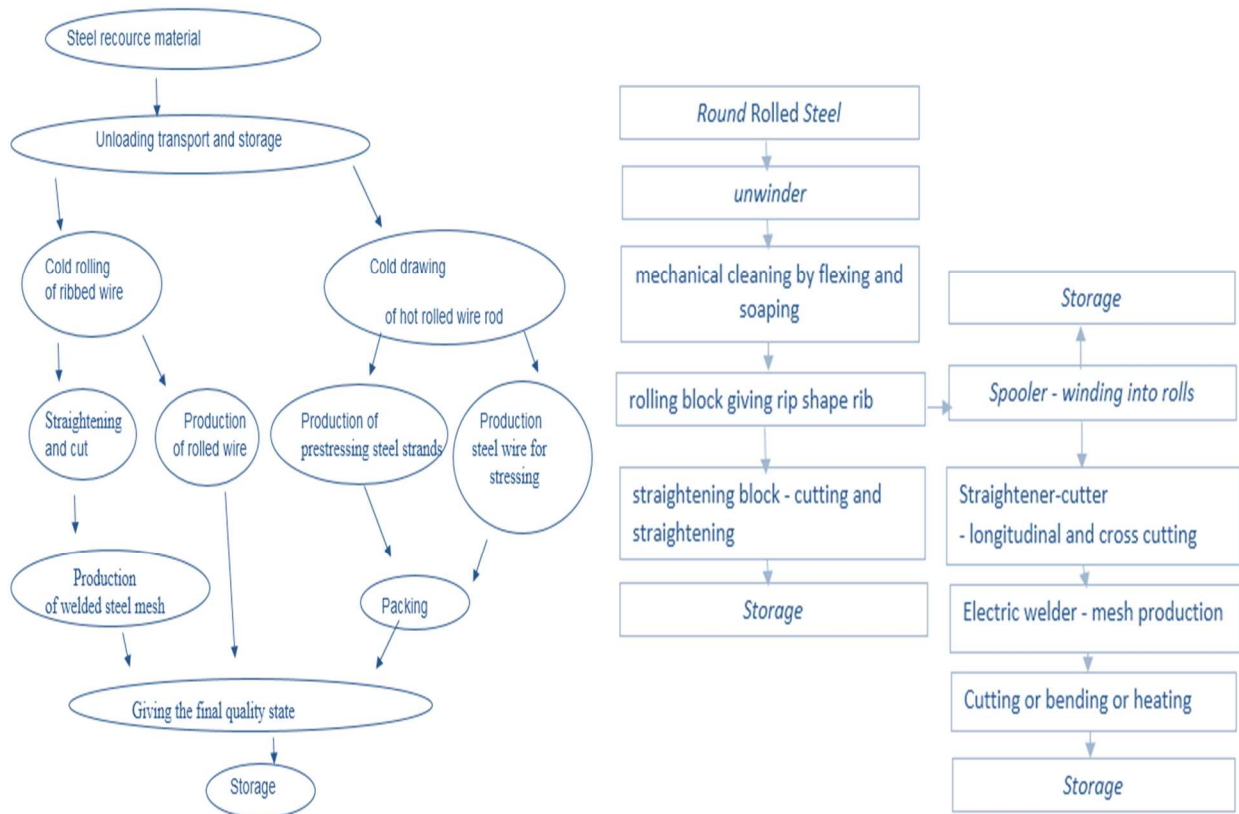 Steel recource material
Unloading transport and storage
Cold rolling
of ribbed wire
Cold drawing
of hot rolled wire rod
Straightening
and cut
Production
of rolled wire
Production of
prestressing steel strands
Production
steel wire for
stressing
Production
of welded steel mesh
Packing
Giving the final quality state
Storage
Round Rolled Steel
unwinder
mechanical cleaning by flexing and
soaping
rolling block giving rip shape rib
straightening block - cutting and
straightening
Storage
Storage
Spooler - winding into rolls
Straightener-cutter
- longitudinal and cross cutting
Electric welder - mesh production
Cutting or bending or heating
Storage